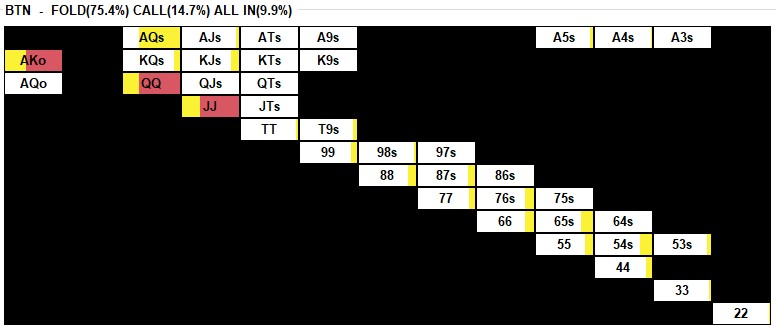 BTN - FOLD(75.4%) CALL(14.7%) ALL IN(9.9%)
AQs AJs ATs A9s A5s A4s A3s
AKo KQs KJs KTs K9s
AQo QQ QJs QTs
JJ JTs
TT T9s
99 98s 97s
88 87s 86s
77 76s 75s
66 65s 64s
55 54s 53s
44
33
22